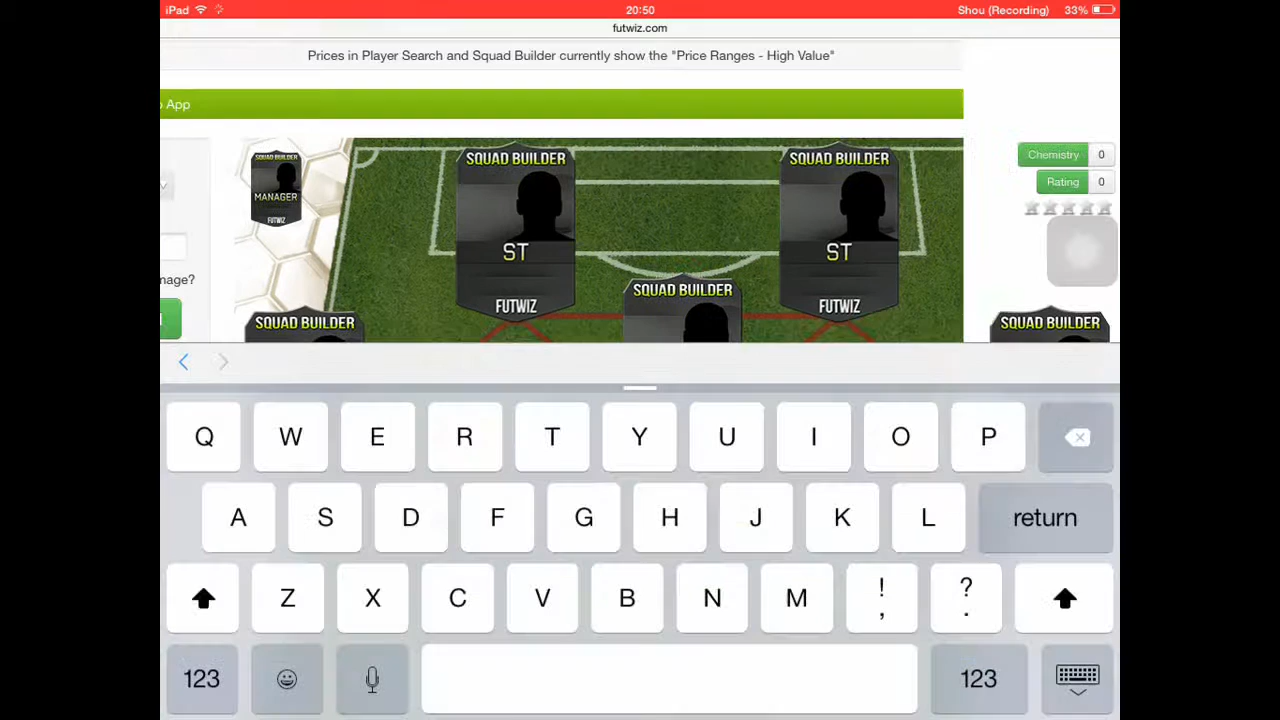 iPad 20:50 Shou (Recording) 33%
futwiz.com
Prices in Player Search and Squad Builder currently show the "Price Ranges - High Value"
App
SQUAD BUILDER
MANAGER
FUTWIZ
SQUAD BUILDER
ST
FUTWIZ
SQUAD BUILDER
ST
FUTWIZ
Chemistry 0
Rating 0
mage?
SQUAD BUILDER
SQUAD BUILDER
SQUAD BUILDER
Q W E R T Y U I O P
A S D F G H J K L return
Z X C V B N M ! , ? .
123 123